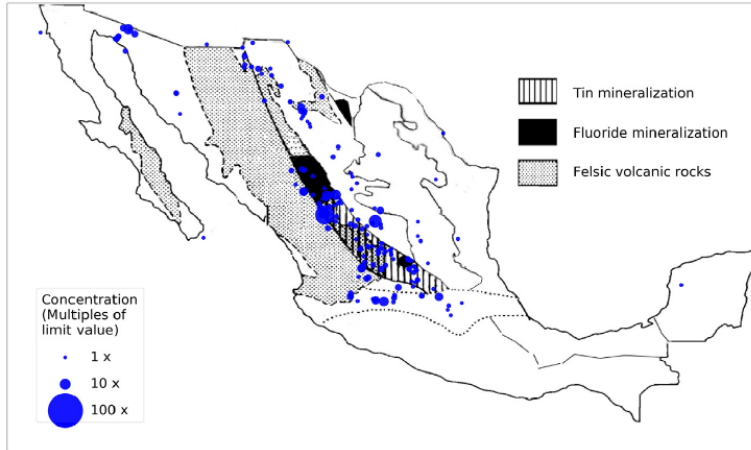 Tin mineralization
Fluoride mineralization
Felsic volcanic rocks
Concentration
(Multiples of
limit value)
1 x
10 x
100 x